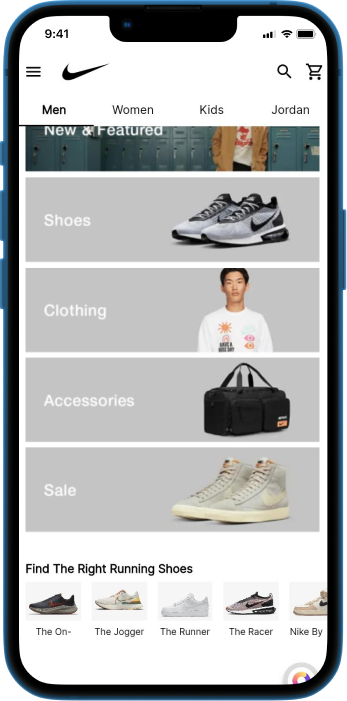 9:41
Men Women Kids Jordan
New & Featured
Shoes
Clothing
Accessories
Sale
Find The Right Running Shoes
The On- The Jogger The Runner The Racer Nike By